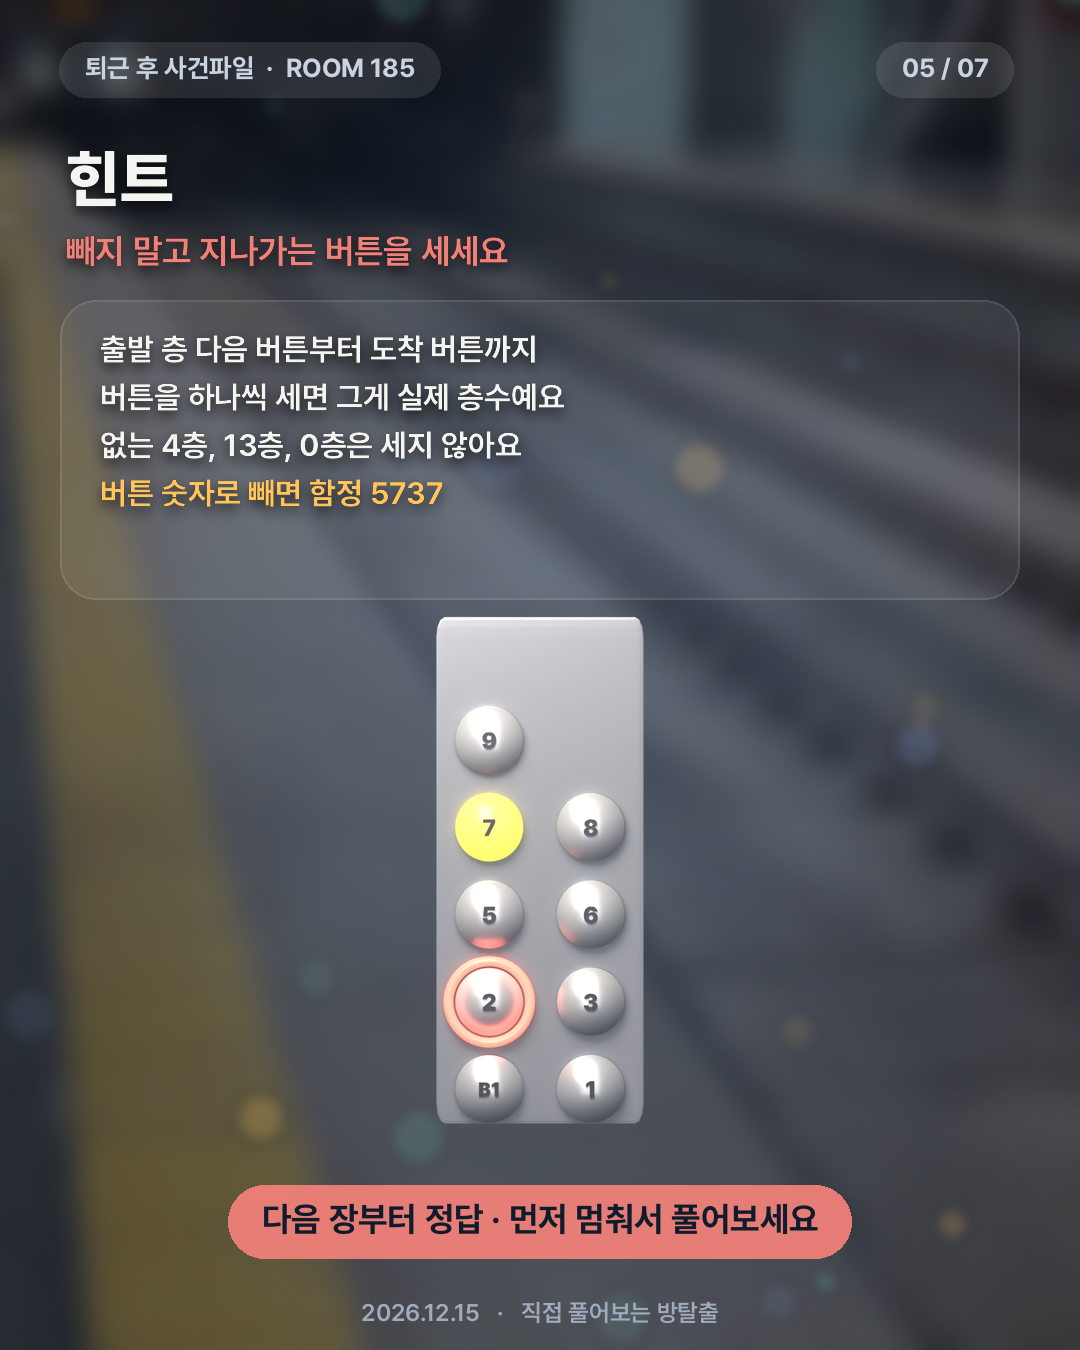 퇴근 후 사건파일 · ROOM 185
05 / 07
힌트
빼지 말고 지나가는 버튼을 세세요
출발 층 다음 버튼부터 도착 버튼까지
버튼을 하나씩 세면 그게 실제 층수예요
없는 4층, 13층, 0층은 세지 않아요
버튼 숫자로 빼면 함정 5737
9
7 8
5 6
2 3
B1 1
다음 장부터 정답 · 먼저 멈춰서 풀어보세요
2026.12.15 · 직접 풀어보는 방탈출